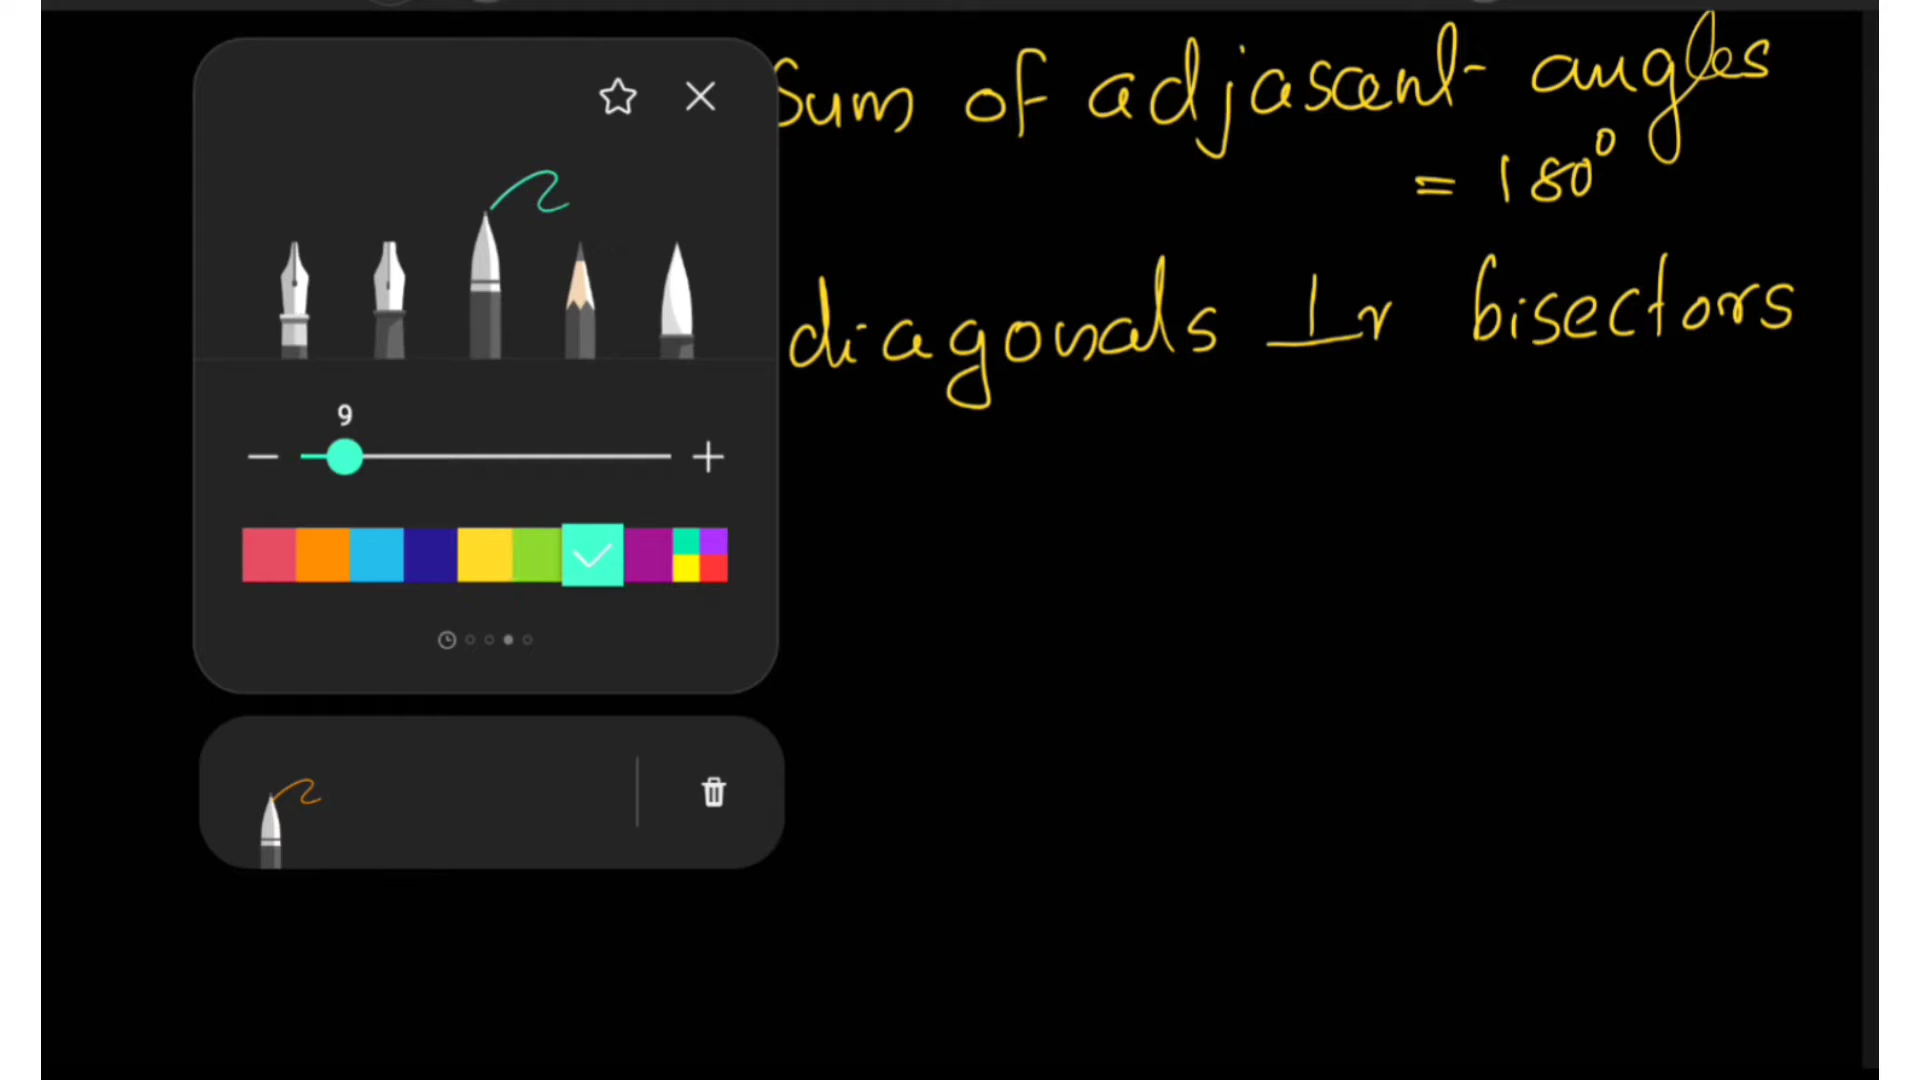 Sum of adjascent angles
= 180°
diagonals ⊥r bisectors
9